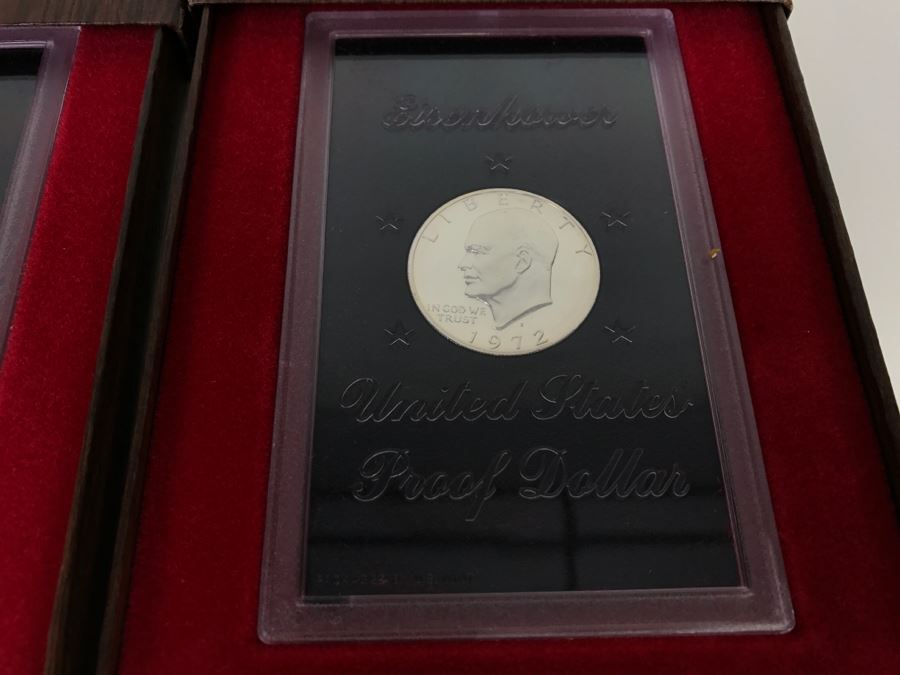 Eisenhower
LIBERTY
IN GOD WE
TRUST
S
1972
United States
Proof Dollar